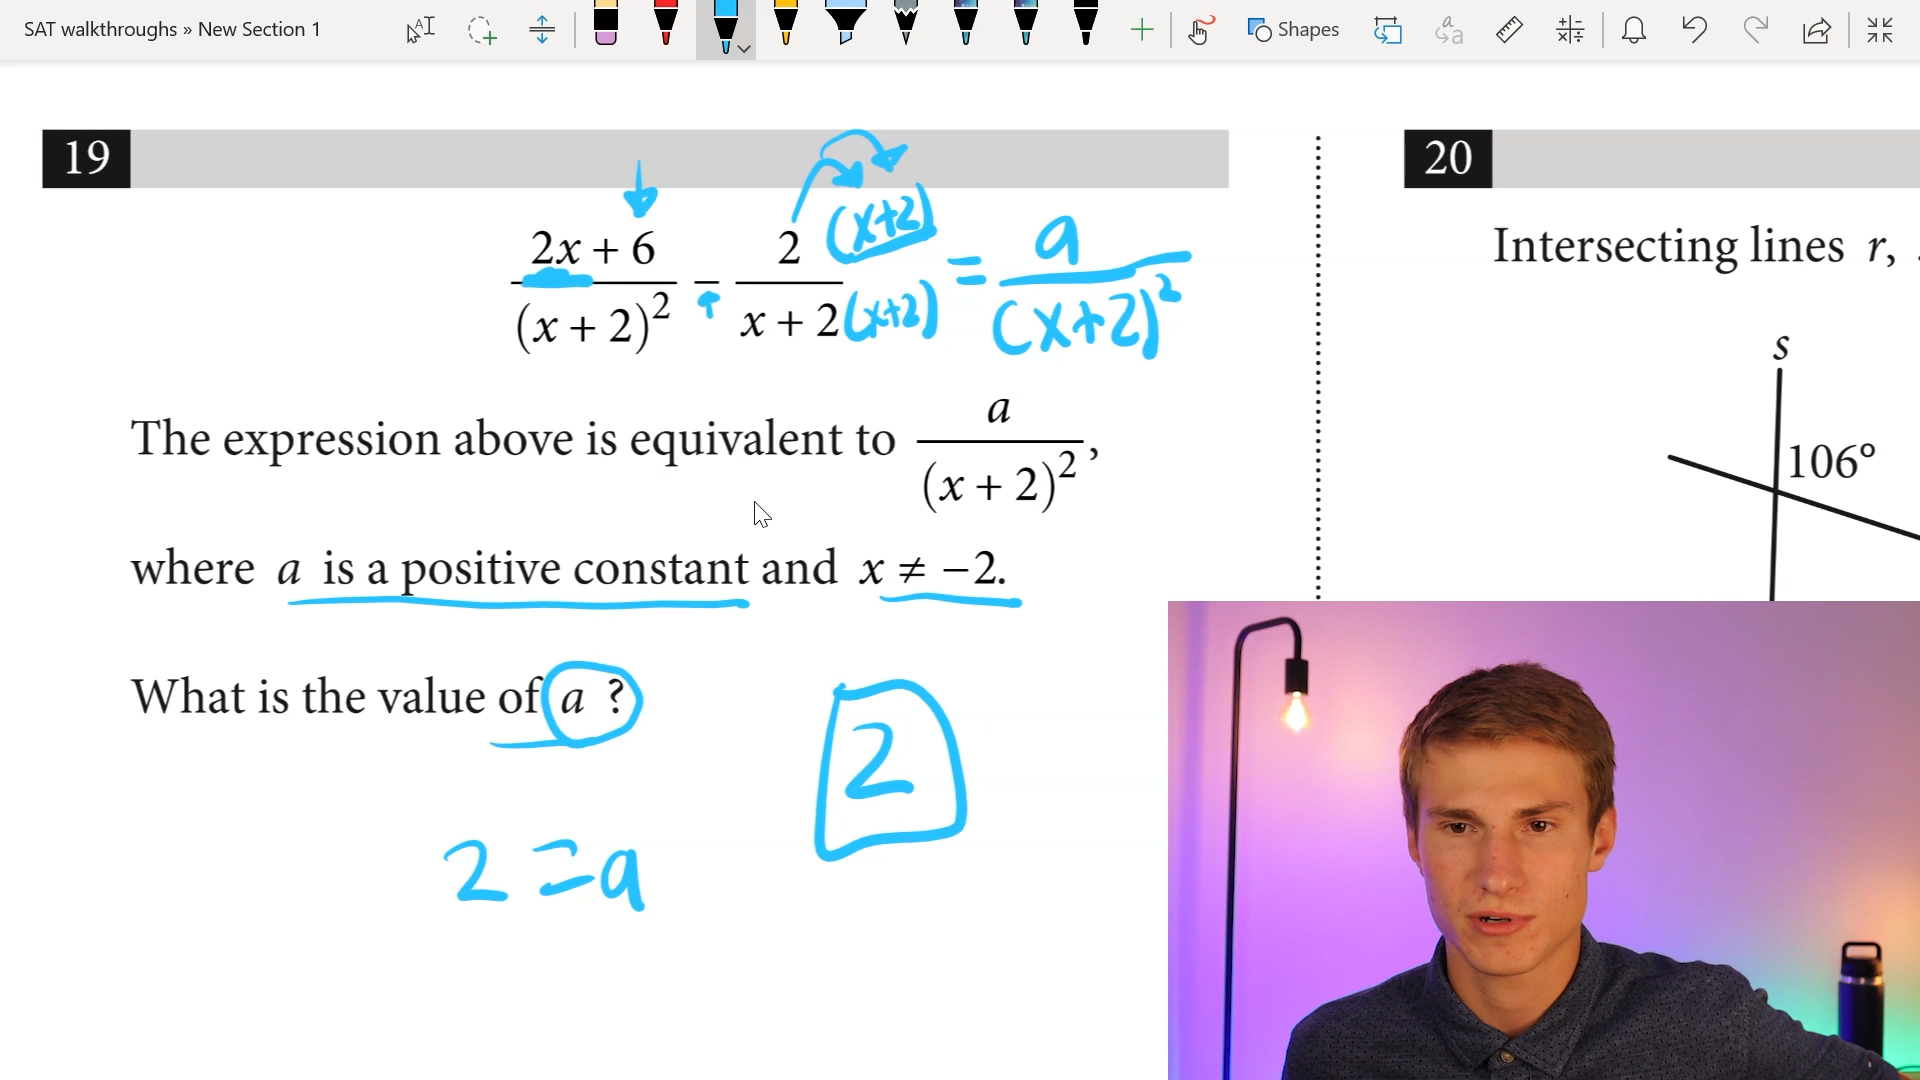 SAT walkthroughs » New Section 1
Shapes
19
20
2x + 6 / (x + 2)² − 2 (x+2) / x + 2 (x+2) = a / (x+2)²
The expression above is equivalent to a / (x + 2)²,
where a is a positive constant and x ≠ −2.
What is the value of a ?
2
2 = a
Intersecting lines r,
s
106°